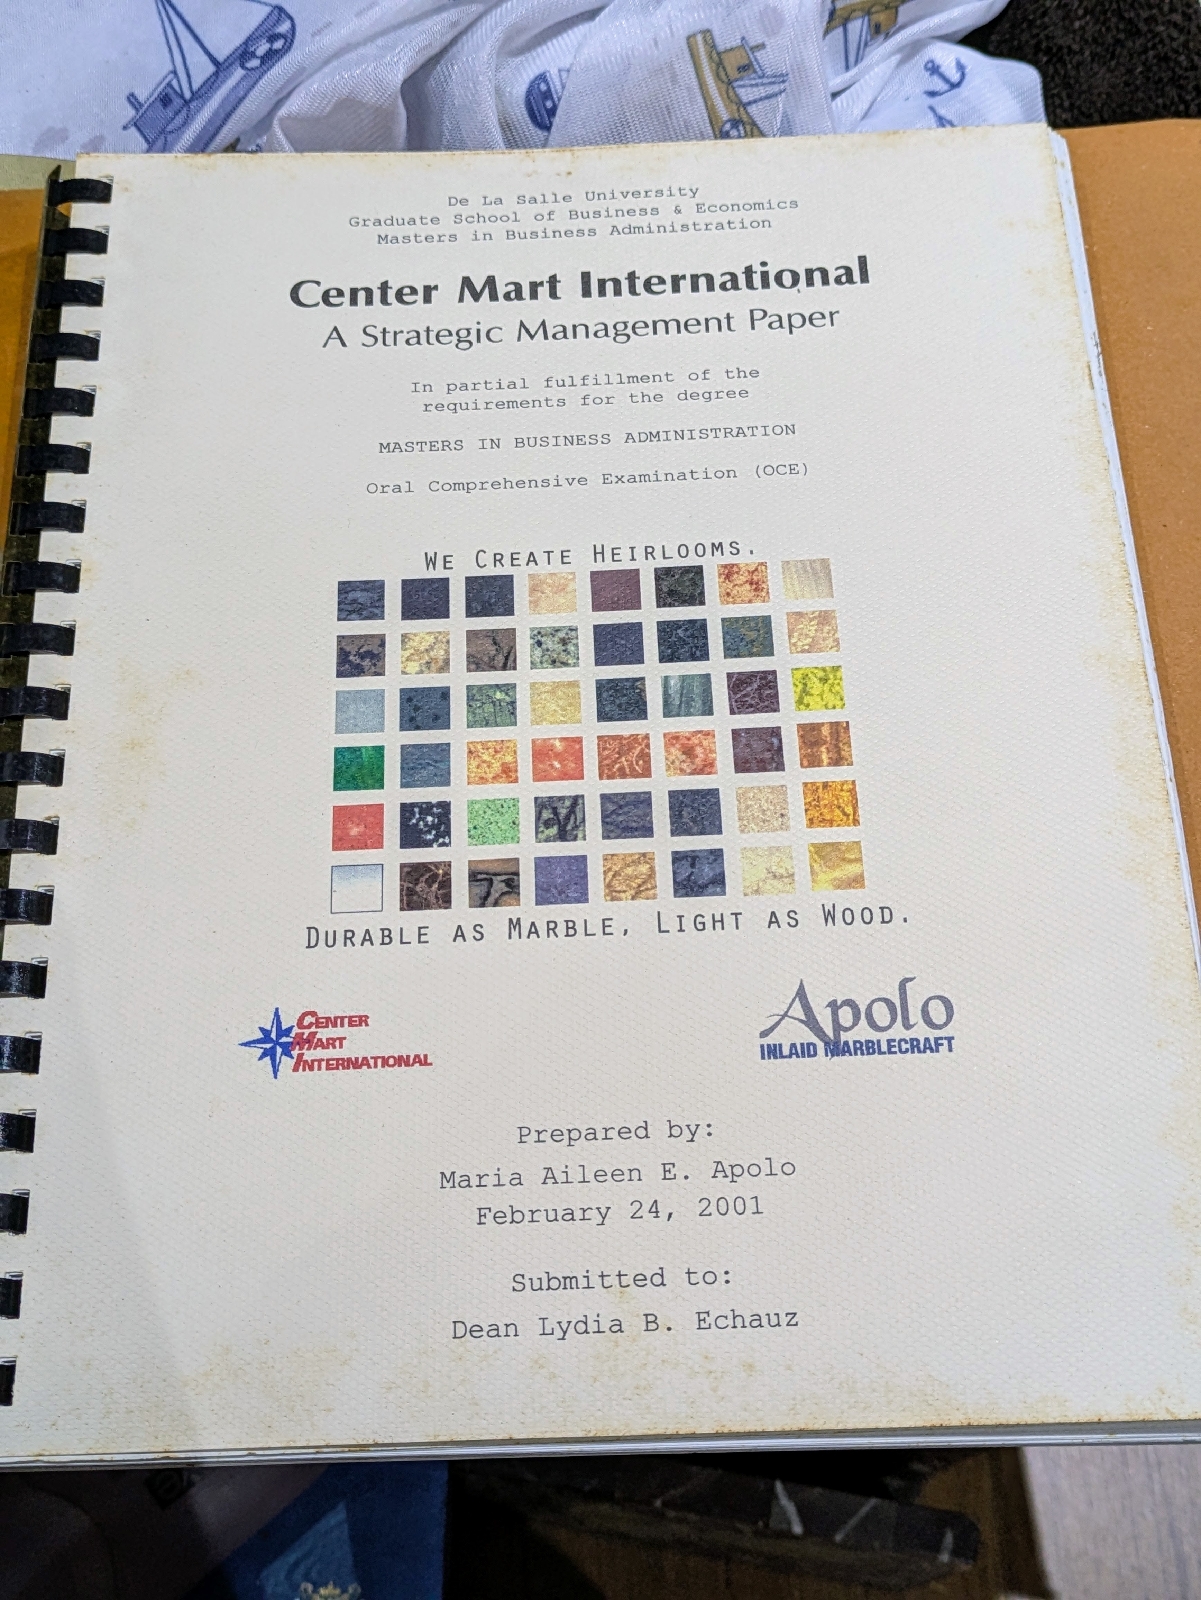 De La Salle University
Graduate School of Business & Economics
Masters in Business Administration
Center Mart International
A Strategic Management Paper
In partial fulfillment of the
requirements for the degree
MASTERS IN BUSINESS ADMINISTRATION
Oral Comprehensive Examination (OCE)
WE CREATE HEIRLOOMS.
DURABLE AS MARBLE, LIGHT AS WOOD.
CENTER
MART
INTERNATIONAL
Apolo
INLAID MARBLECRAFT
Prepared by:
Maria Aileen E. Apolo
February 24, 2001
Submitted to:
Dean Lydia B. Echauz